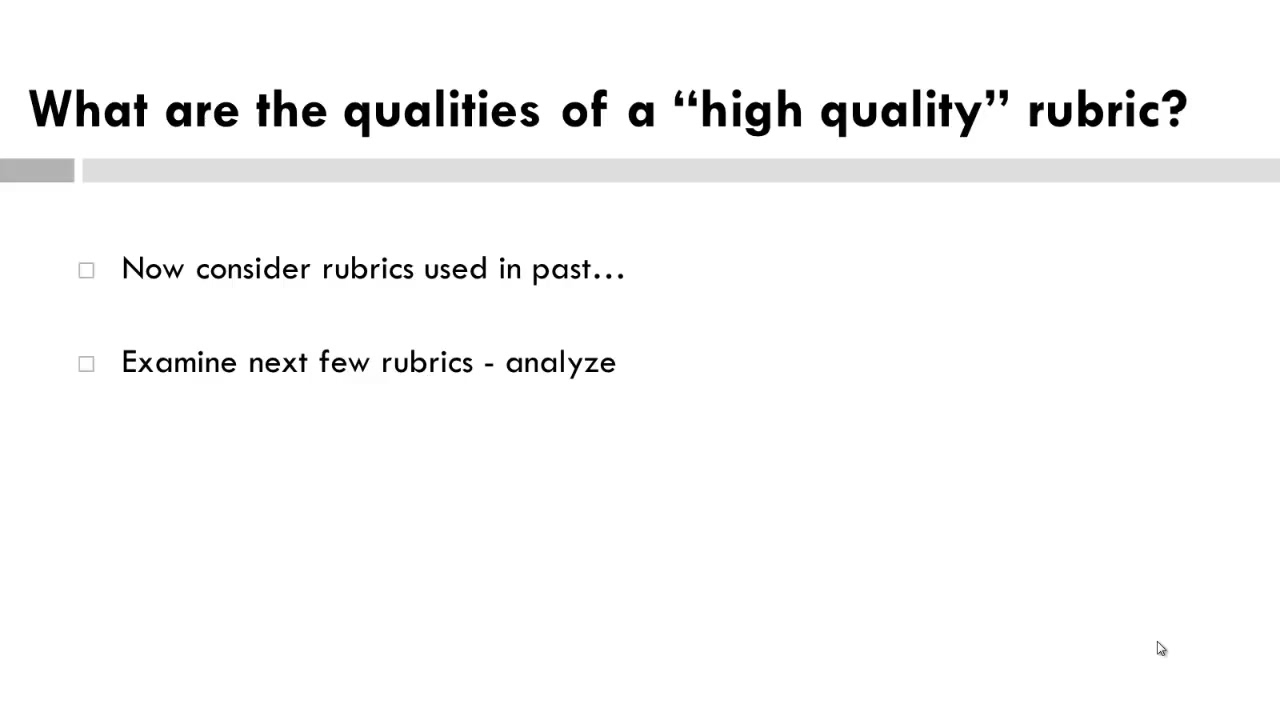 What are the qualities of a “high quality” rubric?
Now consider rubrics used in past…
Examine next few rubrics - analyze